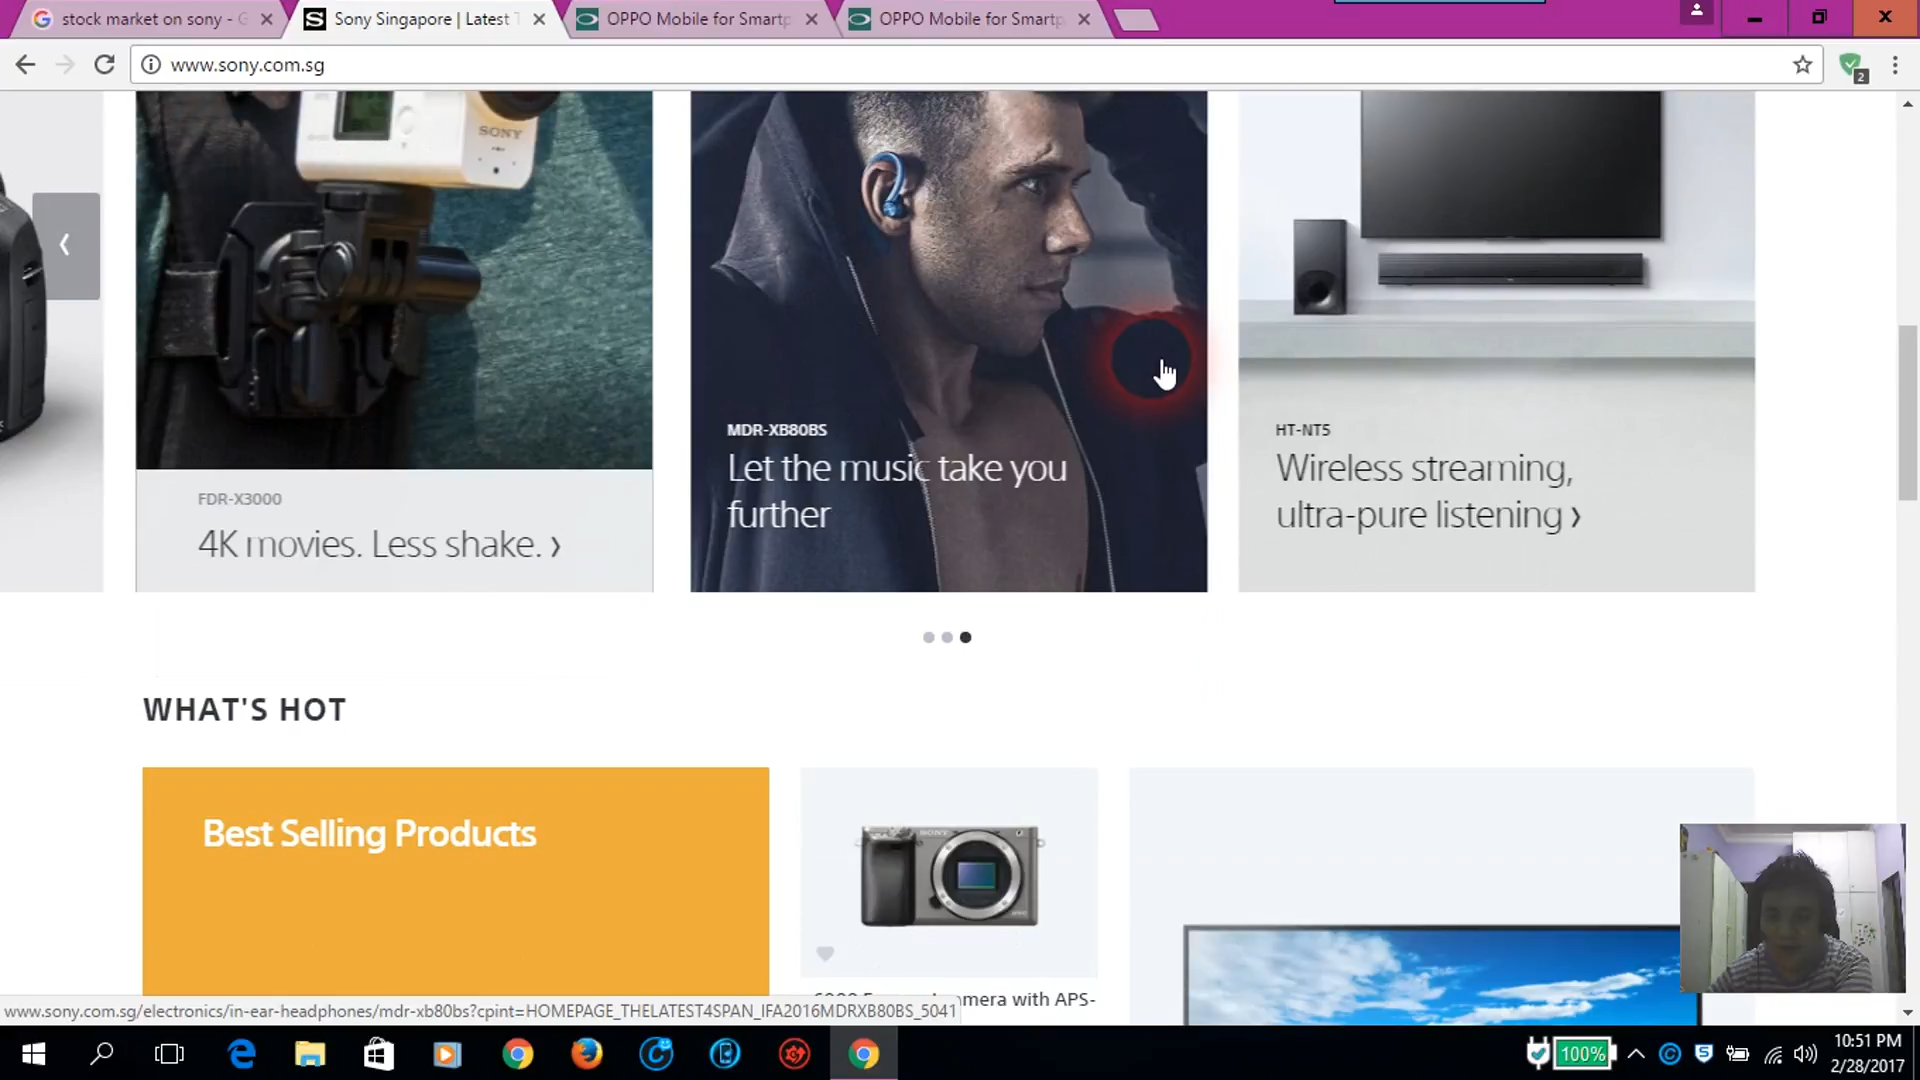 stock market on sony - G
Sony Singapore | Latest T
OPPO Mobile for Smartp
OPPO Mobile for Smartp
www.sony.com.sg
2
SONY
MDR-XB80BS
Let the music take you
further
HT-NT5
Wireless streaming,
ultra-pure listening ›
FDR-X3000
4K movies. Less shake. ›
WHAT'S HOT
Best Selling Products
SONY
camera with APS-
www.sony.com.sg/electronics/in-ear-headphones/mdr-xb80bs?cpint=HOMEPAGE_THELATEST4SPAN_IFA2016MDRXB80BS_5041
100%
10:51 PM
2/28/2017